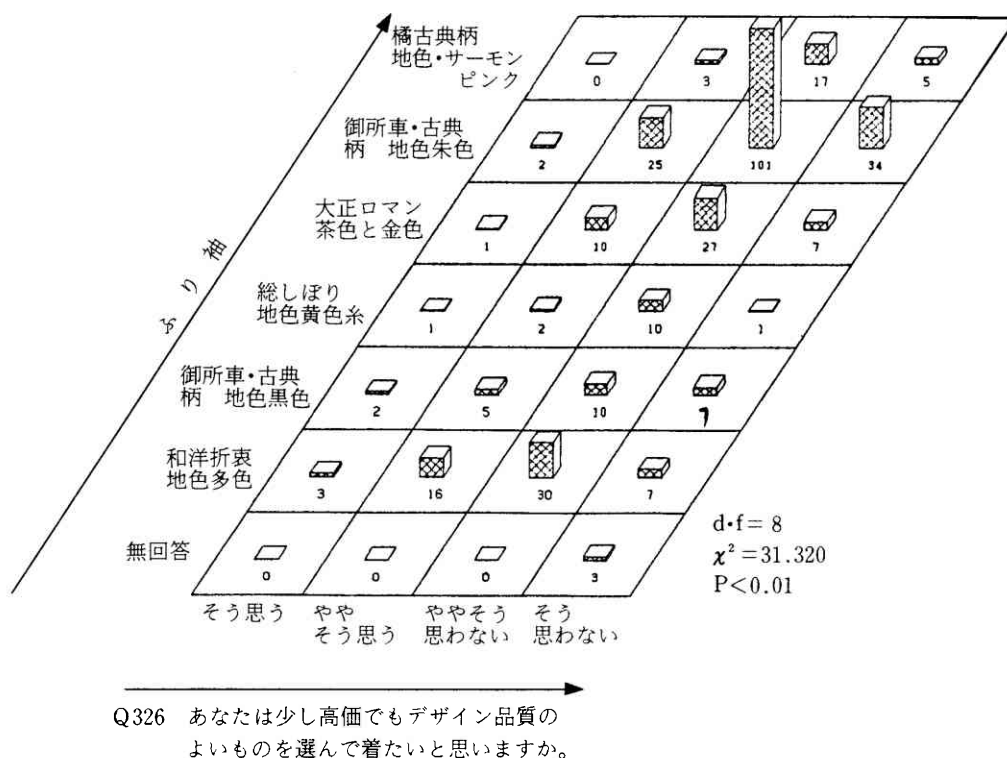 橘古典柄
地色・サーモン
ピンク
0 3 17 5
御所車・古典
柄 地色朱色
2 25 101 34
大正ロマン
茶色と金色
1 10 27 7
総しぼり
地色黄色糸
1 2 10 1
御所車・古典
柄 地色黒色
2 5 10 7
和洋折衷
地色多色
3 16 30 7
無回答
0 0 0 3
ふり袖
d・f= 8
χ²=31.320
P<0.01
そう思う
やや
そう思う
ややそう
思わない
そう
思わない
Q326 あなたは少し高価でもデザイン品質の
よいものを選んで着たいと思いますか。